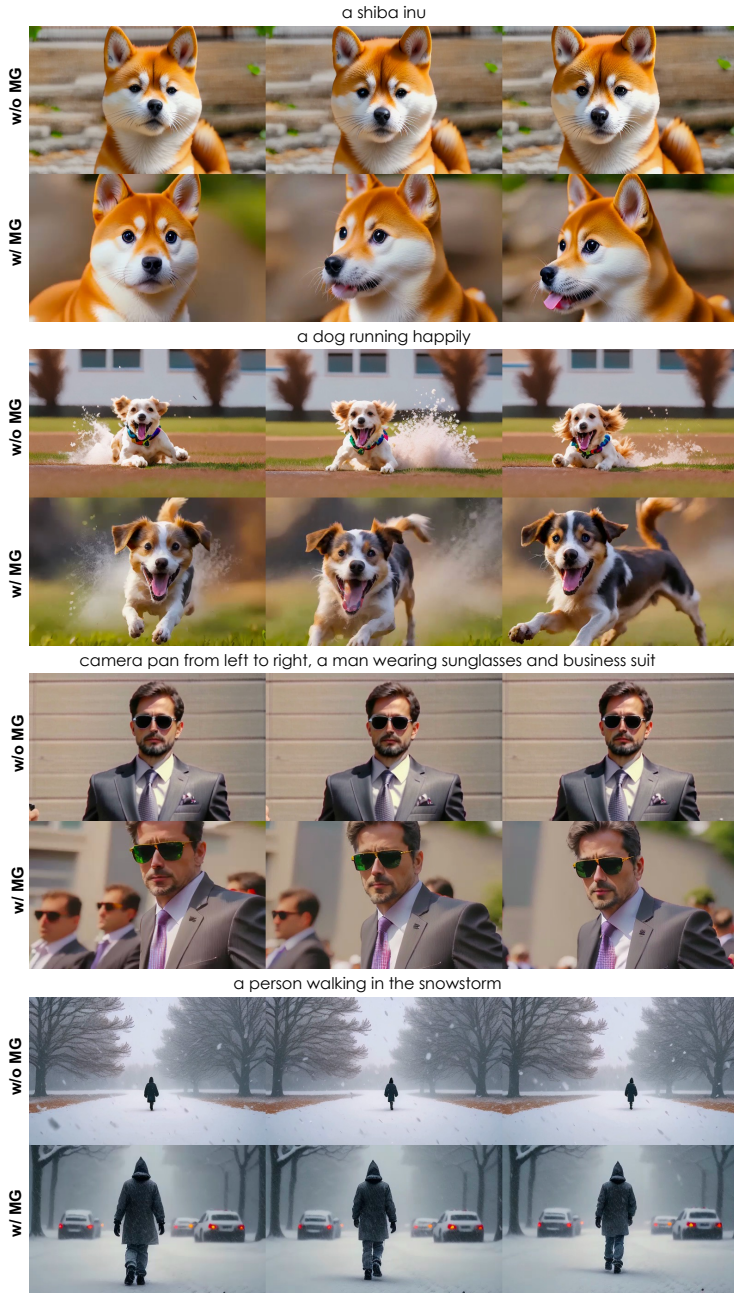 a shiba inu
w/o MG
w/ MG
a dog running happily
w/o MG
w/ MG
camera pan from left to right, a man wearing sunglasses and business suit
w/o MG
w/ MG
a person walking in the snowstorm
w/o MG
w/ MG